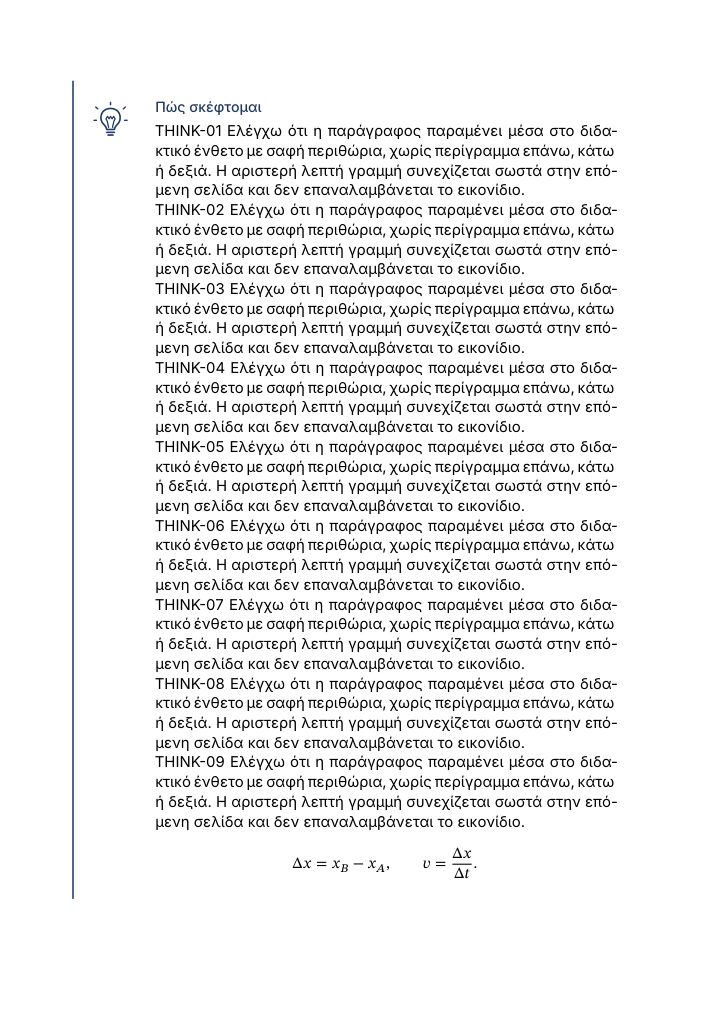 Πώς σκέφτομαι
THINK-01 Ελέγχω ότι η παράγραφος παραμένει μέσα στο διδα-
κτικό ένθετο με σαφή περιθώρια, χωρίς περίγραμμα επάνω, κάτω
ή δεξιά. Η αριστερή λεπτή γραμμή συνεχίζεται σωστά στην επό-
μενη σελίδα και δεν επαναλαμβάνεται το εικονίδιο.
THINK-02 Ελέγχω ότι η παράγραφος παραμένει μέσα στο διδα-
κτικό ένθετο με σαφή περιθώρια, χωρίς περίγραμμα επάνω, κάτω
ή δεξιά. Η αριστερή λεπτή γραμμή συνεχίζεται σωστά στην επό-
μενη σελίδα και δεν επαναλαμβάνεται το εικονίδιο.
THINK-03 Ελέγχω ότι η παράγραφος παραμένει μέσα στο διδα-
κτικό ένθετο με σαφή περιθώρια, χωρίς περίγραμμα επάνω, κάτω
ή δεξιά. Η αριστερή λεπτή γραμμή συνεχίζεται σωστά στην επό-
μενη σελίδα και δεν επαναλαμβάνεται το εικονίδιο.
THINK-04 Ελέγχω ότι η παράγραφος παραμένει μέσα στο διδα-
κτικό ένθετο με σαφή περιθώρια, χωρίς περίγραμμα επάνω, κάτω
ή δεξιά. Η αριστερή λεπτή γραμμή συνεχίζεται σωστά στην επό-
μενη σελίδα και δεν επαναλαμβάνεται το εικονίδιο.
THINK-05 Ελέγχω ότι η παράγραφος παραμένει μέσα στο διδα-
κτικό ένθετο με σαφή περιθώρια, χωρίς περίγραμμα επάνω, κάτω
ή δεξιά. Η αριστερή λεπτή γραμμή συνεχίζεται σωστά στην επό-
μενη σελίδα και δεν επαναλαμβάνεται το εικονίδιο.
THINK-06 Ελέγχω ότι η παράγραφος παραμένει μέσα στο διδα-
κτικό ένθετο με σαφή περιθώρια, χωρίς περίγραμμα επάνω, κάτω
ή δεξιά. Η αριστερή λεπτή γραμμή συνεχίζεται σωστά στην επό-
μενη σελίδα και δεν επαναλαμβάνεται το εικονίδιο.
THINK-07 Ελέγχω ότι η παράγραφος παραμένει μέσα στο διδα-
κτικό ένθετο με σαφή περιθώρια, χωρίς περίγραμμα επάνω, κάτω
ή δεξιά. Η αριστερή λεπτή γραμμή συνεχίζεται σωστά στην επό-
μενη σελίδα και δεν επαναλαμβάνεται το εικονίδιο.
THINK-08 Ελέγχω ότι η παράγραφος παραμένει μέσα στο διδα-
κτικό ένθετο με σαφή περιθώρια, χωρίς περίγραμμα επάνω, κάτω
ή δεξιά. Η αριστερή λεπτή γραμμή συνεχίζεται σωστά στην επό-
μενη σελίδα και δεν επαναλαμβάνεται το εικονίδιο.
THINK-09 Ελέγχω ότι η παράγραφος παραμένει μέσα στο διδα-
κτικό ένθετο με σαφή περιθώρια, χωρίς περίγραμμα επάνω, κάτω
ή δεξιά. Η αριστερή λεπτή γραμμή συνεχίζεται σωστά στην επό-
μενη σελίδα και δεν επαναλαμβάνεται το εικονίδιο.
Δx = x_B − x_A, υ = Δx/Δt.